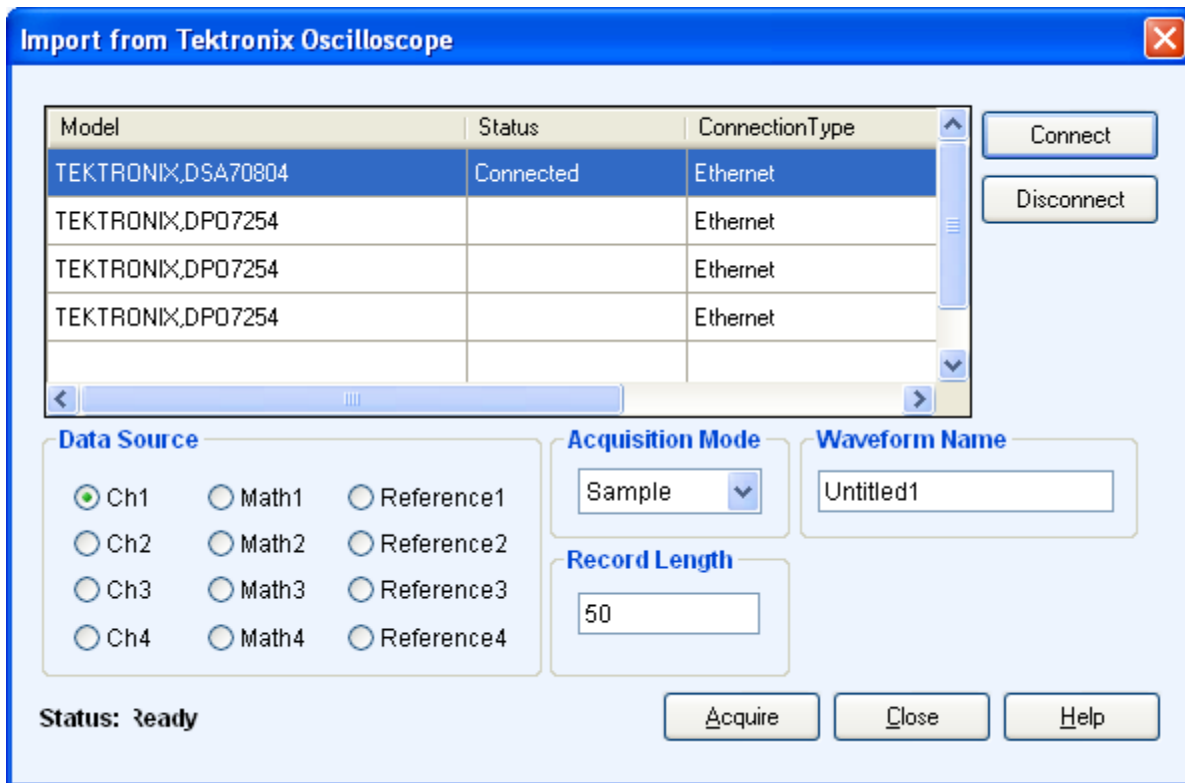 Import from Tektronix Oscilloscope
Model Status ConnectionType
TEKTRONIX,DSA70804 Connected Ethernet
TEKTRONIX,DPO7254 Ethernet
TEKTRONIX,DPO7254 Ethernet
TEKTRONIX,DPO7254 Ethernet
Connect
Disconnect
Data Source
Ch1 Math1 Reference1
Ch2 Math2 Reference2
Ch3 Math3 Reference3
Ch4 Math4 Reference4
Acquisition Mode
Sample
Record Length
50
Waveform Name
Untitled1
Status: Ready
Acquire Close Help